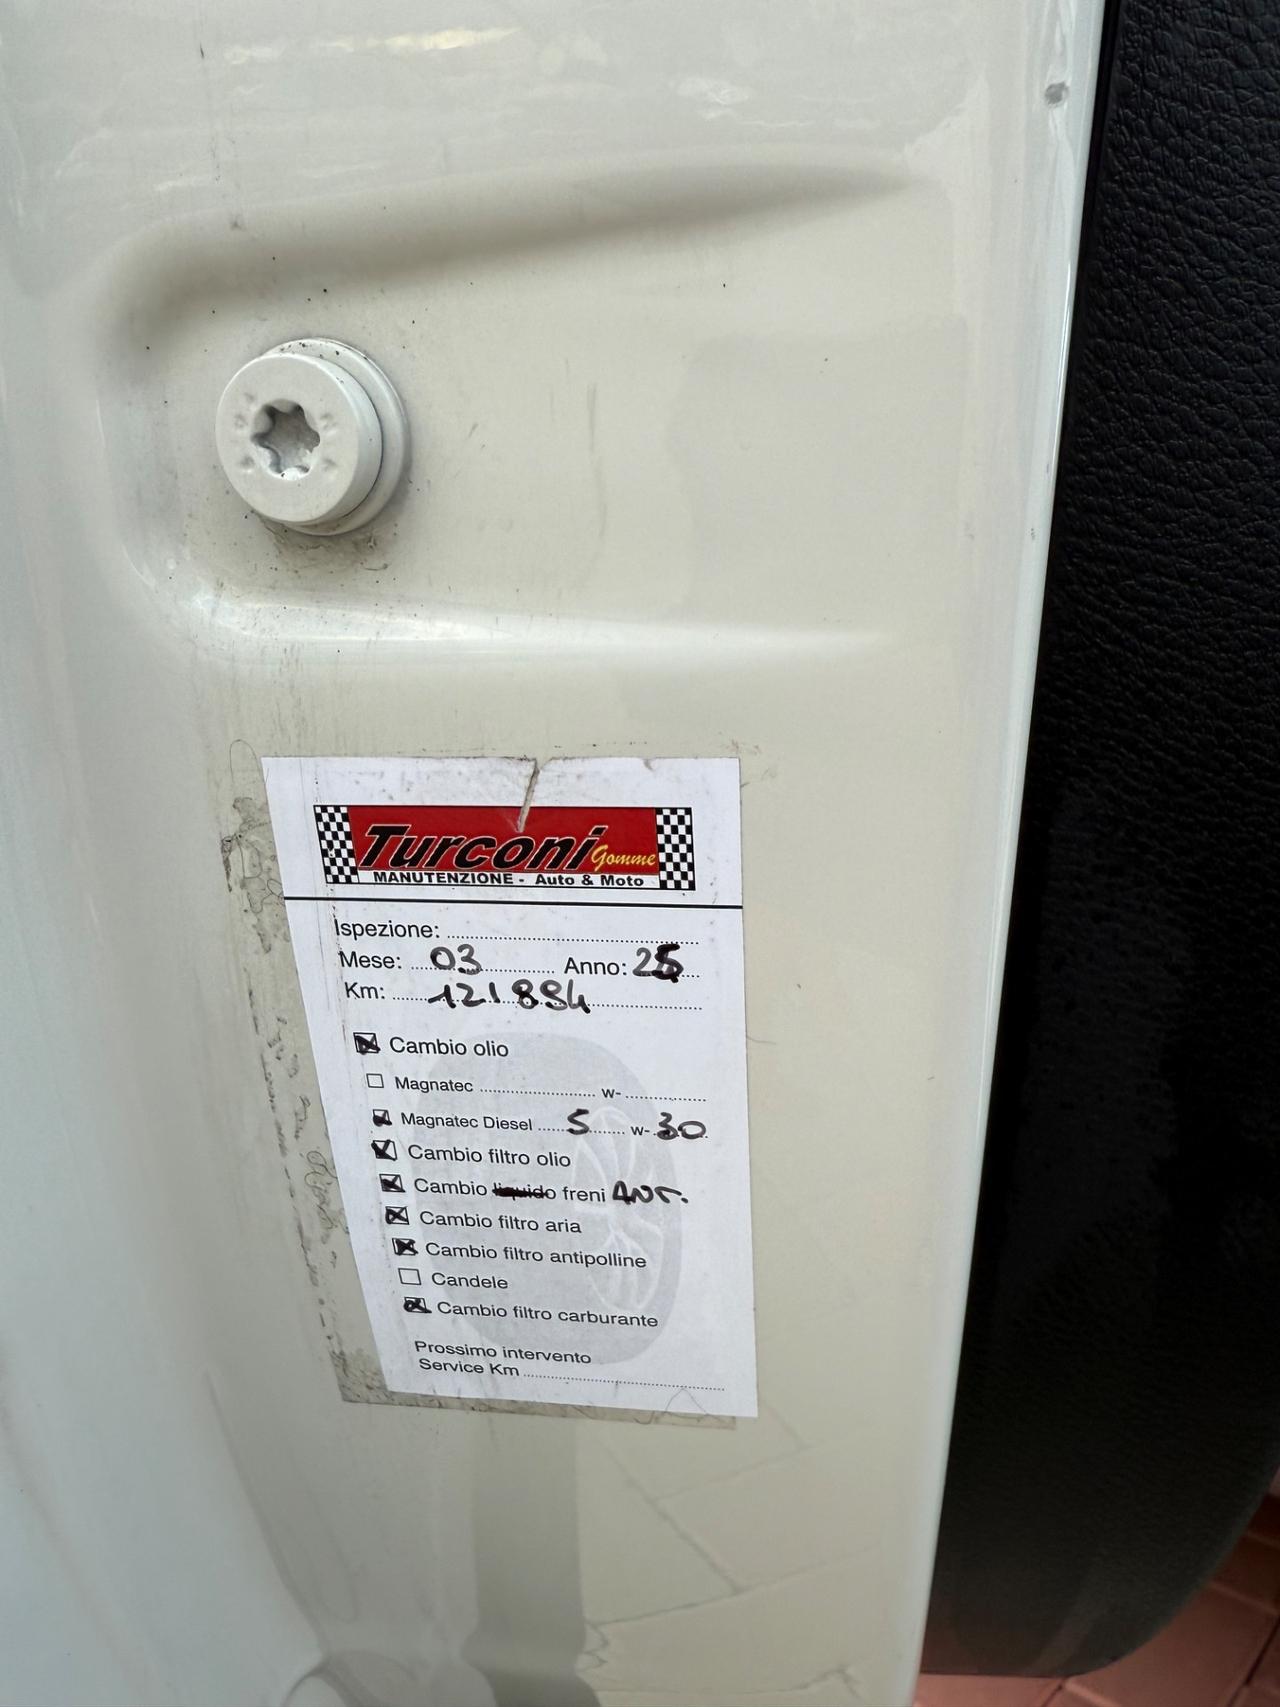 Turconi Gomme
MANUTENZIONE - Auto & Moto
Ispezione:
Mese: 03 Anno: 25
Km: 121884
Cambio olio
Magnatec w-
Magnatec Diesel 5 w- 30
Cambio filtro olio
Cambio liquido freni ANT.
Cambio filtro aria
Cambio filtro antipolline
Candele
Cambio filtro carburante
Prossimo intervento
Service Km